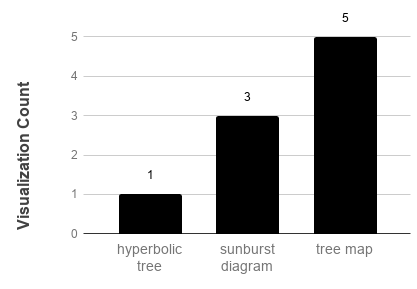 Visualization Count
5
4
3
2
1
0
1
3
5
hyperbolic
tree
sunburst
diagram
tree map